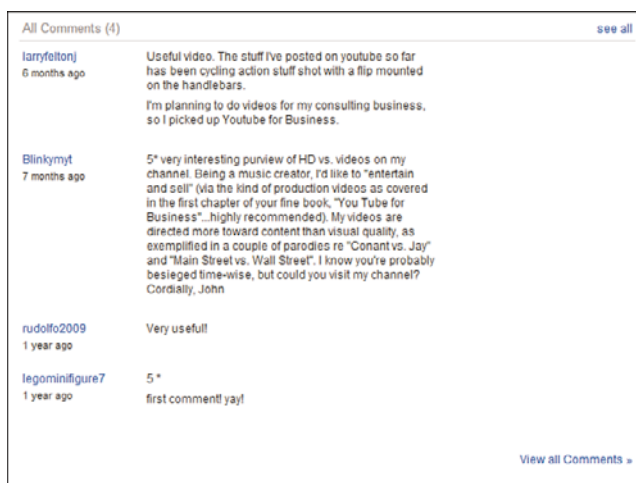 All Comments (4) see all
larryfeltonj
6 months ago
Useful video. The stuff I've posted on youtube so far
has been cycling action stuff shot with a flip mounted
on the handlebars.
I'm planning to do videos for my consulting business,
so I picked up Youtube for Business.
Blinkymyt
7 months ago
5* very interesting purview of HD vs. videos on my
channel. Being a music creator, I'd like to "entertain
and sell" (via the kind of production videos as covered
in the first chapter of your fine book, "You Tube for
Business"...highly recommended). My videos are
directed more toward content than visual quality, as
exemplified in a couple of parodies re "Conant vs. Jay"
and "Main $treet vs. Wall $treet". I know you're probably
besieged time-wise, but could you visit my channel?
Cordially, John
rudolfo2009
1 year ago
Very useful!
legominifigure7
1 year ago
5 *
first comment! yay!
View all Comments »